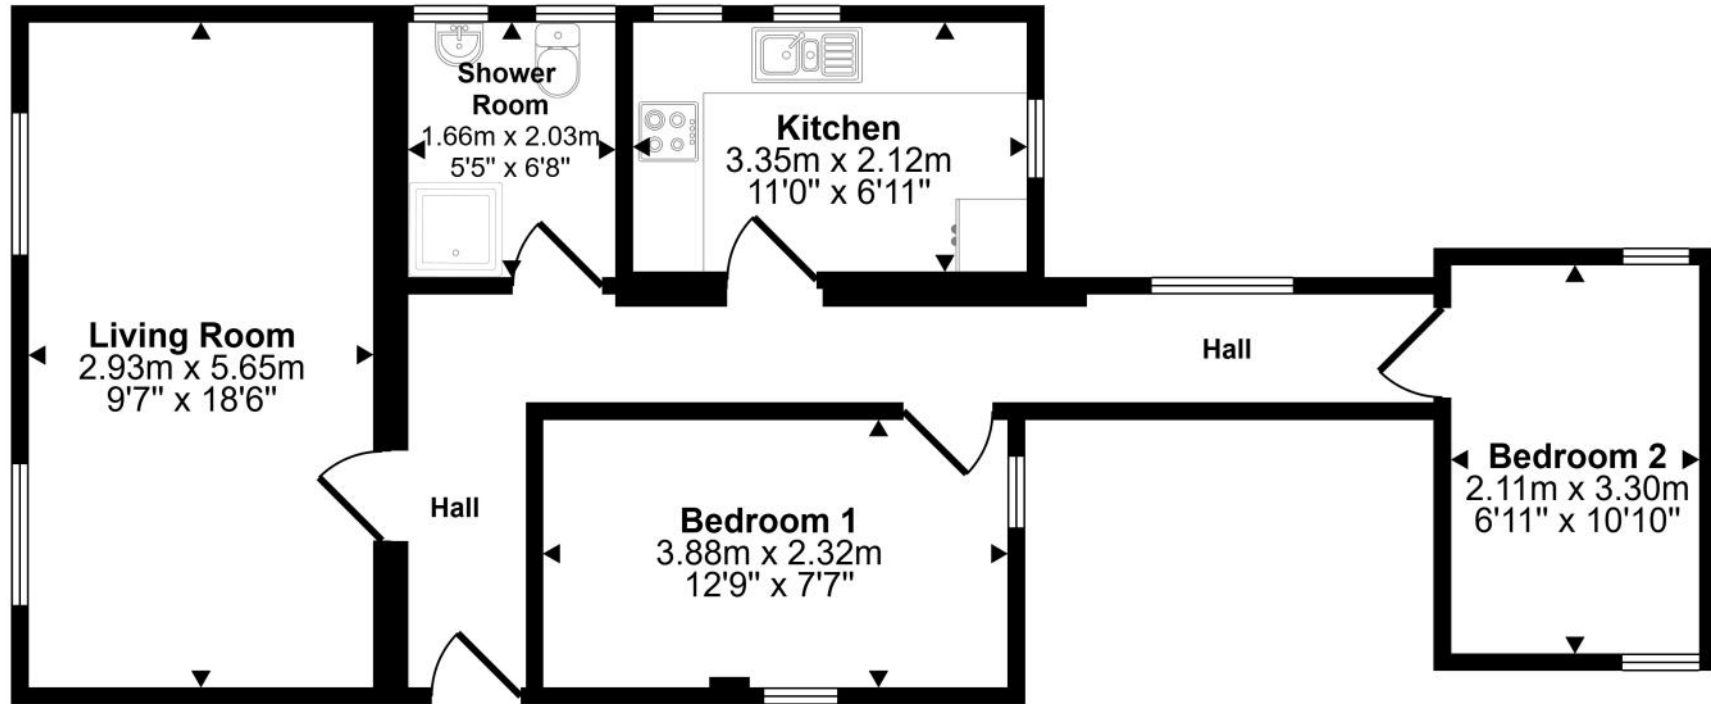 Shower
Room
1.66m x 2.03m
5'5" x 6'8"
Kitchen
3.35m x 2.12m
11'0" x 6'11"
Living Room
2.93m x 5.65m
9'7" x 18'6"
Hall
Hall
Bedroom 1
3.88m x 2.32m
12'9" x 7'7"
Bedroom 2
2.11m x 3.30m
6'11" x 10'10"